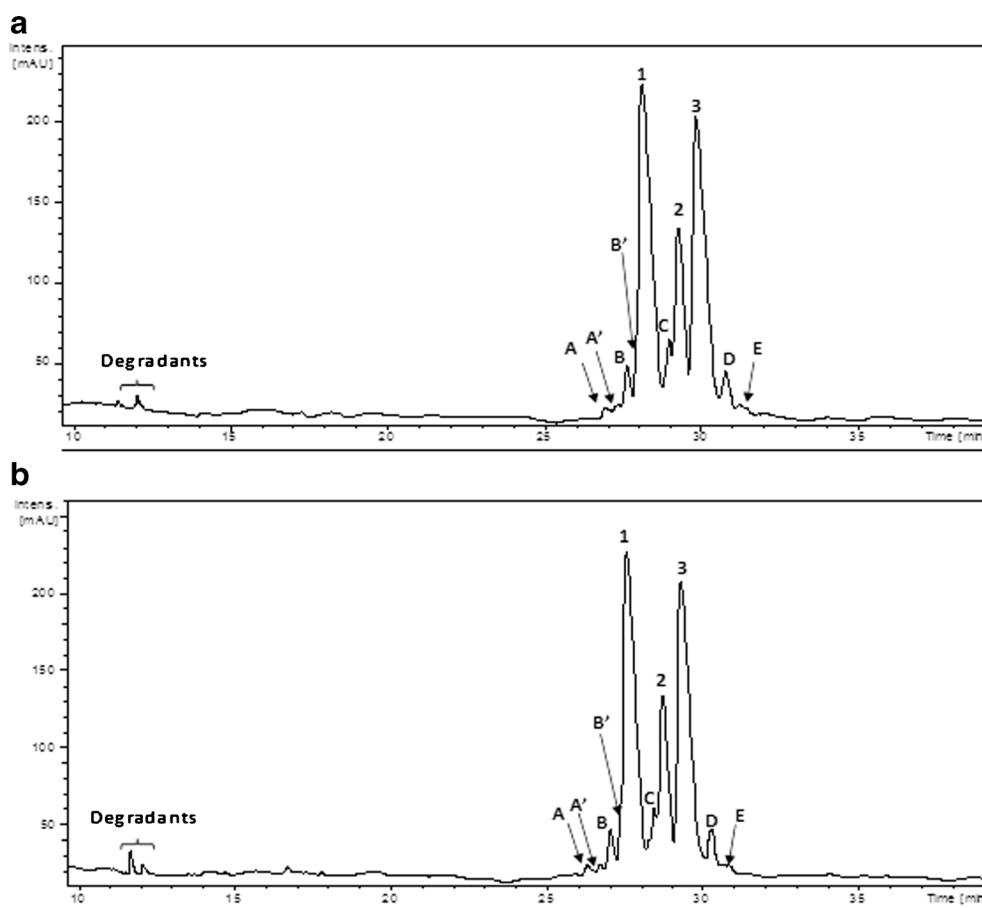 a
Intens.
[mAU]
200
150
100
50
1
3
2
B’
C
A
A’
B
D
E
Degradants
10
15
20
25
30
35
Time [min
b
Intens.
[mAU]
200
150
100
50
1
3
2
B’
C
A
A’
B
D
E
Degradants
10
15
20
25
30
35
Time [min